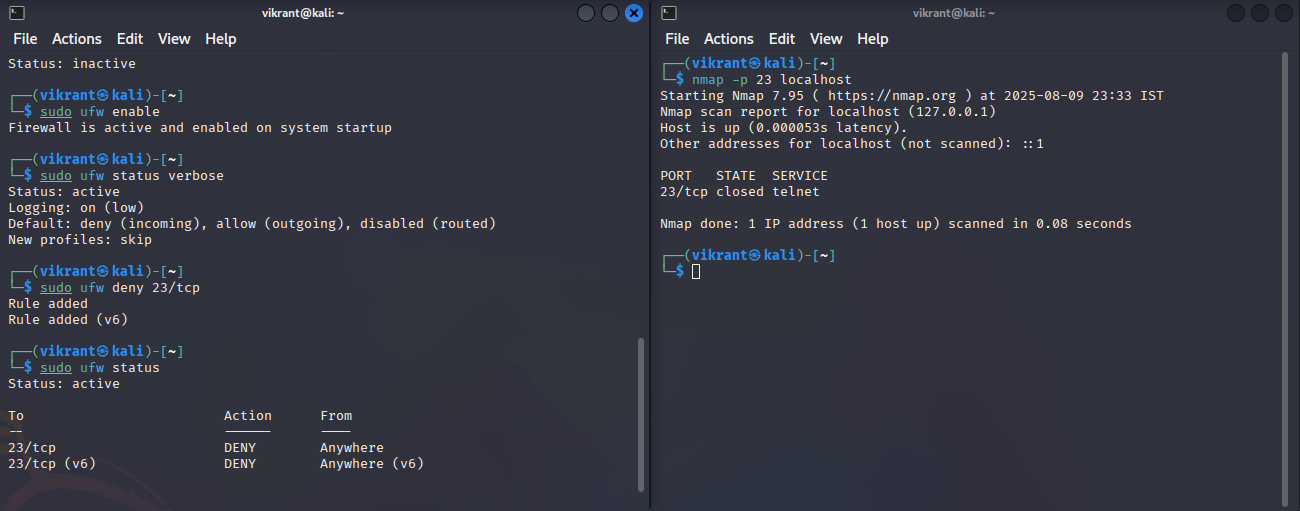 vikrant@kali: ~
File Actions Edit View Help
Status: inactive
┌──(vikrant㉿kali)-[~]
└─$ sudo ufw enable
Firewall is active and enabled on system startup
┌──(vikrant㉿kali)-[~]
└─$ sudo ufw status verbose
Status: active
Logging: on (low)
Default: deny (incoming), allow (outgoing), disabled (routed)
New profiles: skip
┌──(vikrant㉿kali)-[~]
└─$ sudo ufw deny 23/tcp
Rule added
Rule added (v6)
┌──(vikrant㉿kali)-[~]
└─$ sudo ufw status
Status: active
To Action From
-- ------ ----
23/tcp DENY Anywhere
23/tcp (v6) DENY Anywhere (v6)
vikrant@kali: ~
File Actions Edit View Help
┌──(vikrant㉿kali)-[~]
└─$ nmap -p 23 localhost
Starting Nmap 7.95 ( https://nmap.org ) at 2025-08-09 23:33 IST
Nmap scan report for localhost (127.0.0.1)
Host is up (0.000053s latency).
Other addresses for localhost (not scanned): ::1
PORT STATE SERVICE
23/tcp closed telnet
Nmap done: 1 IP address (1 host up) scanned in 0.08 seconds
┌──(vikrant㉿kali)-[~]
└─$